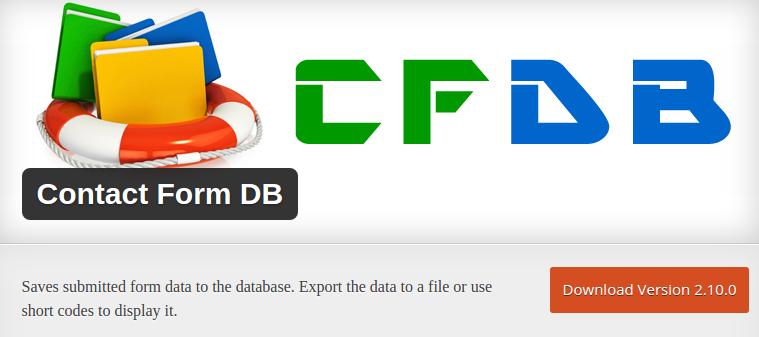 CFDB
Contact Form DB
Saves submitted form data to the database. Export the data to a file or use
short codes to display it.
Download Version 2.10.0